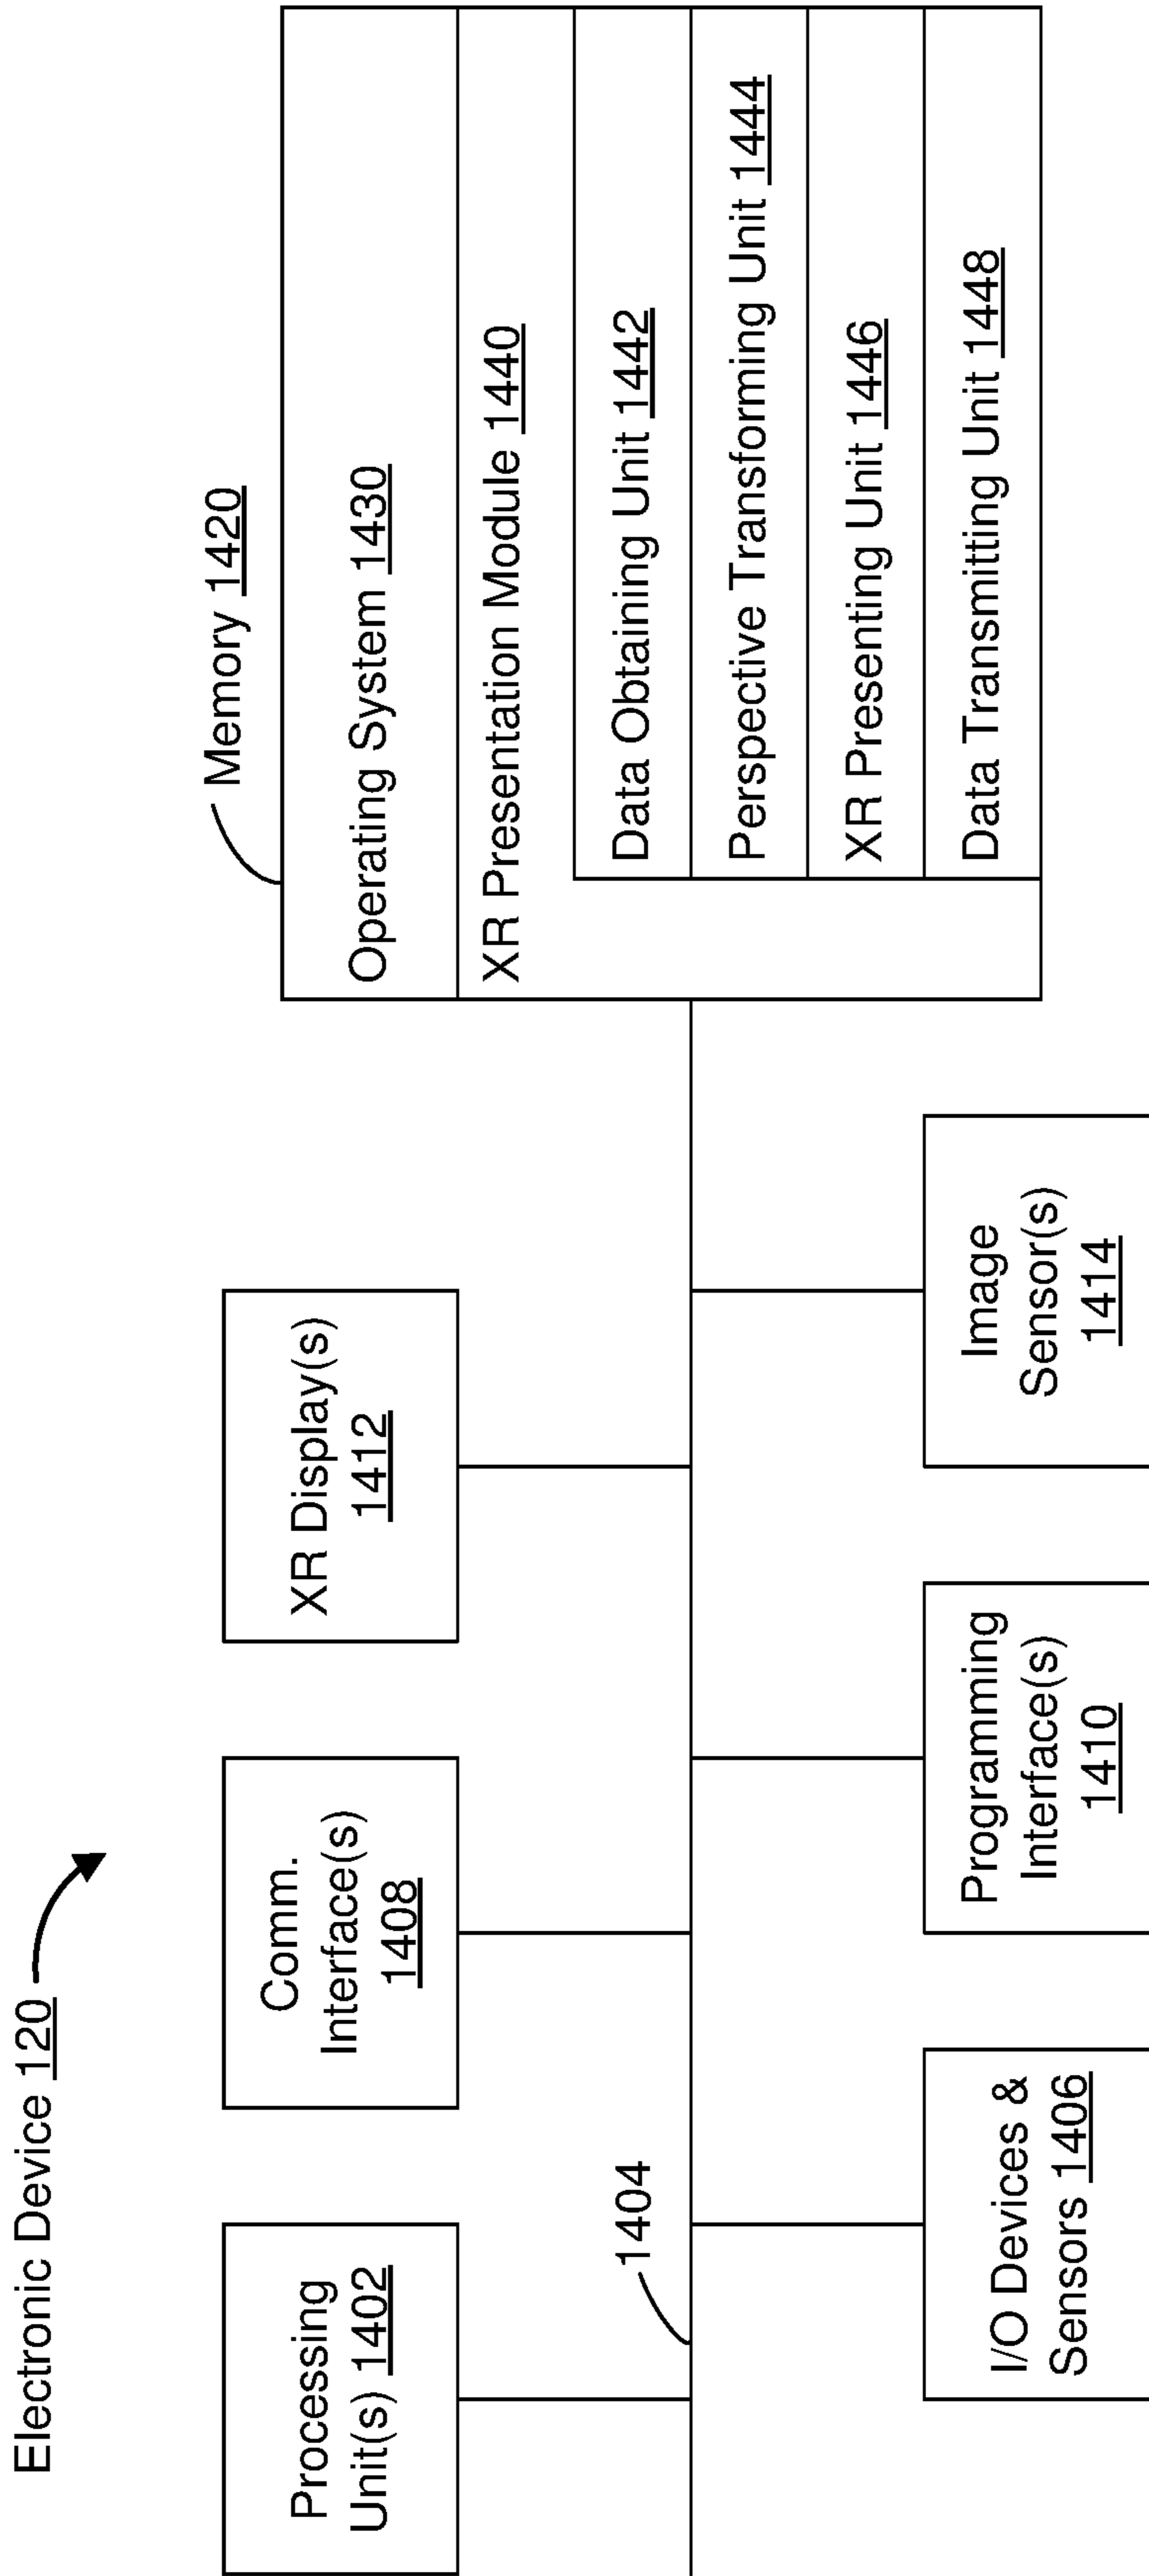 Electronic Device 120
Processing
Unit(s) 1402
Comm.
Interface(s)
1408
XR Display(s)
1412
1404
I/O Devices &
Sensors 1406
Programming
Interface(s)
1410
Image
Sensor(s)
1414
Memory 1420
Operating System 1430
XR Presentation Module 1440
Data Obtaining Unit 1442
Perspective Transforming Unit 1444
XR Presenting Unit 1446
Data Transmitting Unit 1448